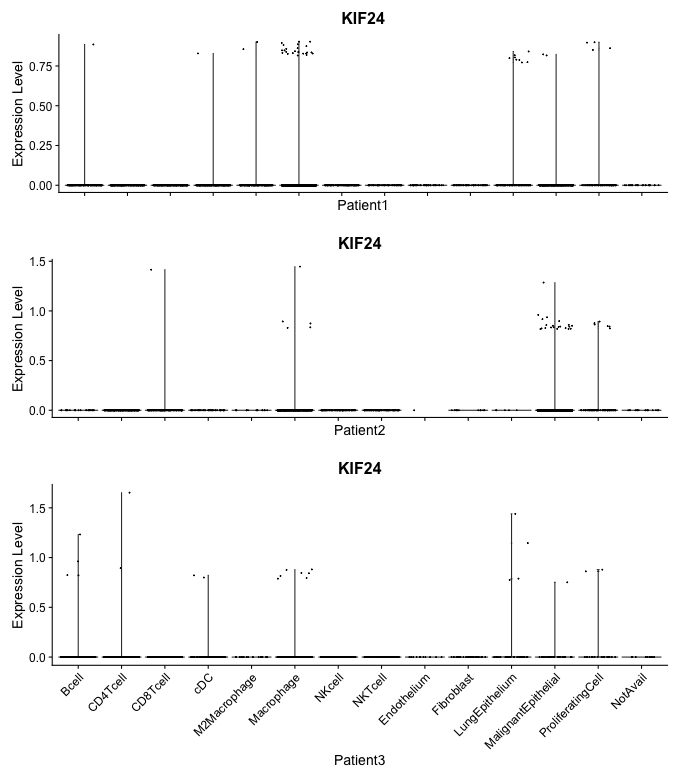 KIF24
Expression Level
0.75
0.50
0.25
0.00
Patient1
KIF24
Expression Level
1.5
1.0
0.5
0.0
Patient2
KIF24
Expression Level
1.5
1.0
0.5
0.0
Bcell
CD4Tcell
CD8Tcell
cDC
M2Macrophage
Macrophage
NKcell
NKTcell
Endothelium
Fibroblast
LungEpithelium
MalignantEpithelial
ProliferatingCell
NotAvail
Patient3